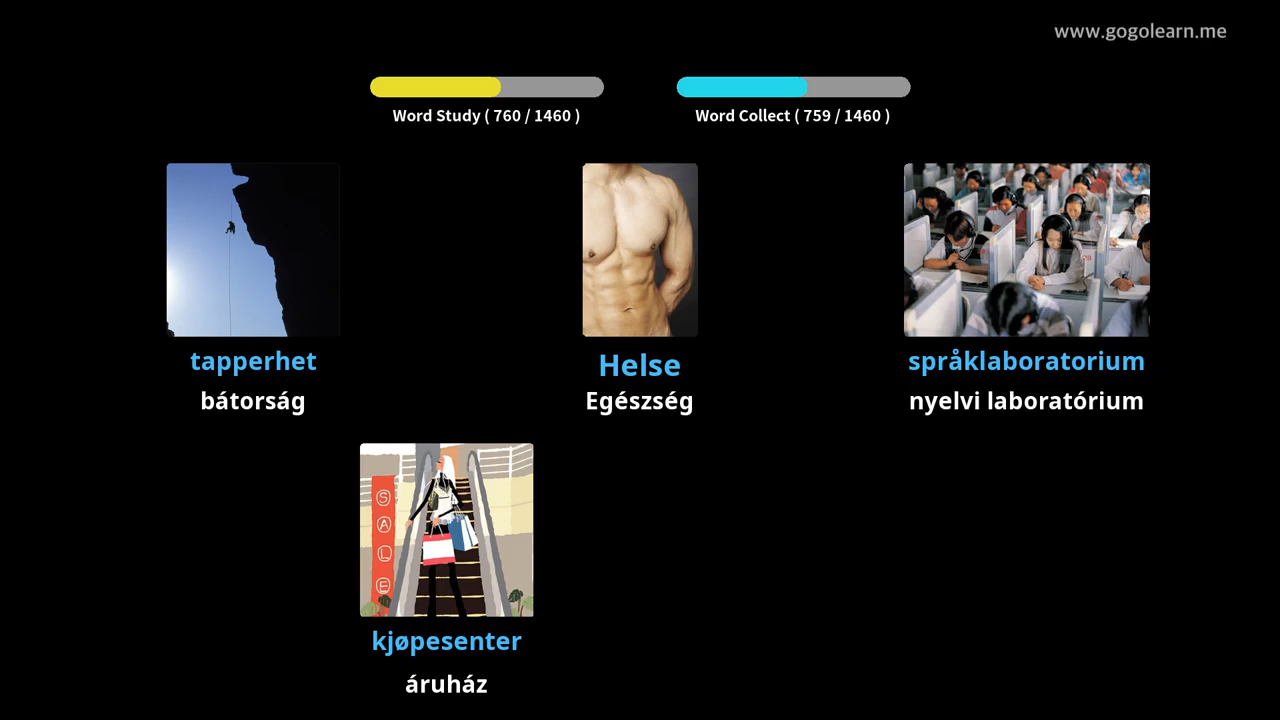 www.gogolearn.me
Word Study ( 760 / 1460 )
Word Collect ( 759 / 1460 )
tapperhet
bátorság
Helse
Egészség
språklaboratorium
nyelvi laboratórium
SALE
kjøpesenter
áruház